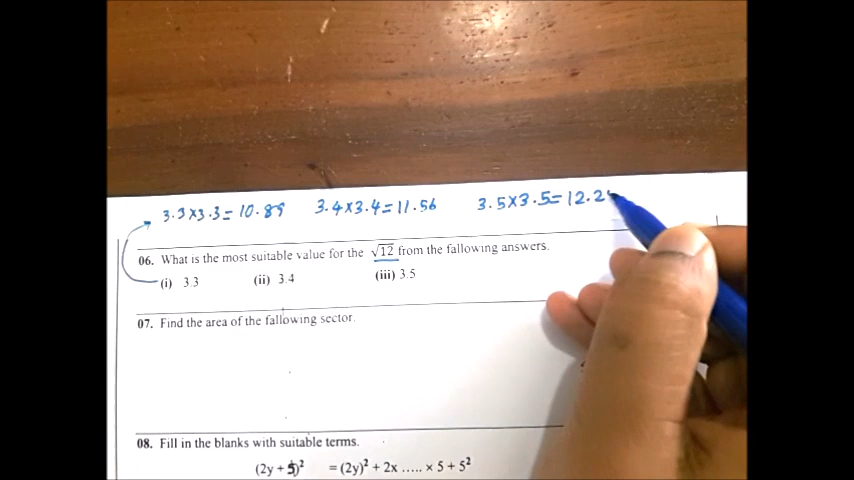 3.3×3.3=10.89 3.4×3.4=11.56 3.5×3.5=12.2
06. What is the most suitable value for the √12 from the fallowing answers.
(i) 3.3 (ii) 3.4 (iii) 3.5
07. Find the area of the fallowing sector.
08. Fill in the blanks with suitable terms.
(2y + 5)² = (2y)² + 2x ..... × 5 + 5²